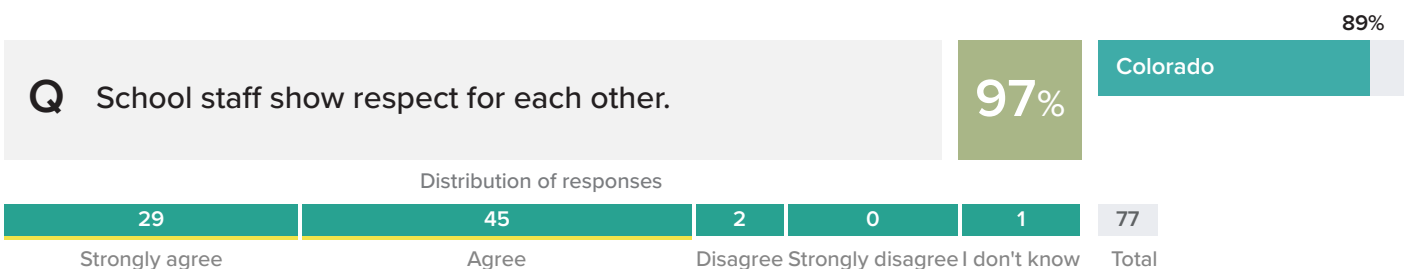 89%
Q School staff show respect for each other.
97%
Colorado
Distribution of responses
29 45 2 0 1 77
Strongly agree Agree Disagree Strongly disagree I don't know Total